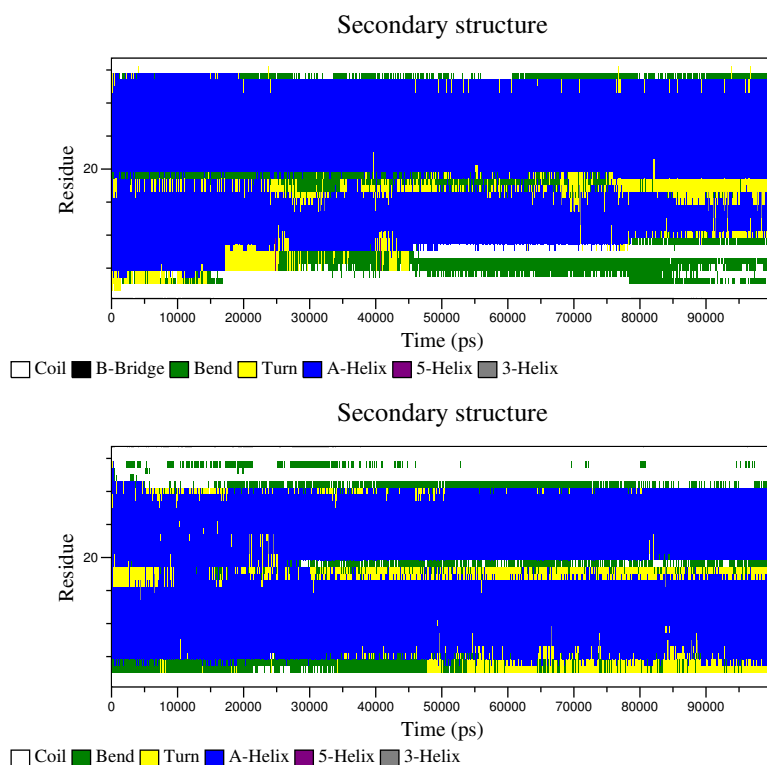 Secondary structure
Residue
20
0 10000 20000 30000 40000 50000 60000 70000 80000 90000
Time (ps)
Coil B-Bridge Bend Turn A-Helix 5-Helix 3-Helix
Secondary structure
Residue
20
0 10000 20000 30000 40000 50000 60000 70000 80000 90000
Time (ps)
Coil Bend Turn A-Helix 5-Helix 3-Helix